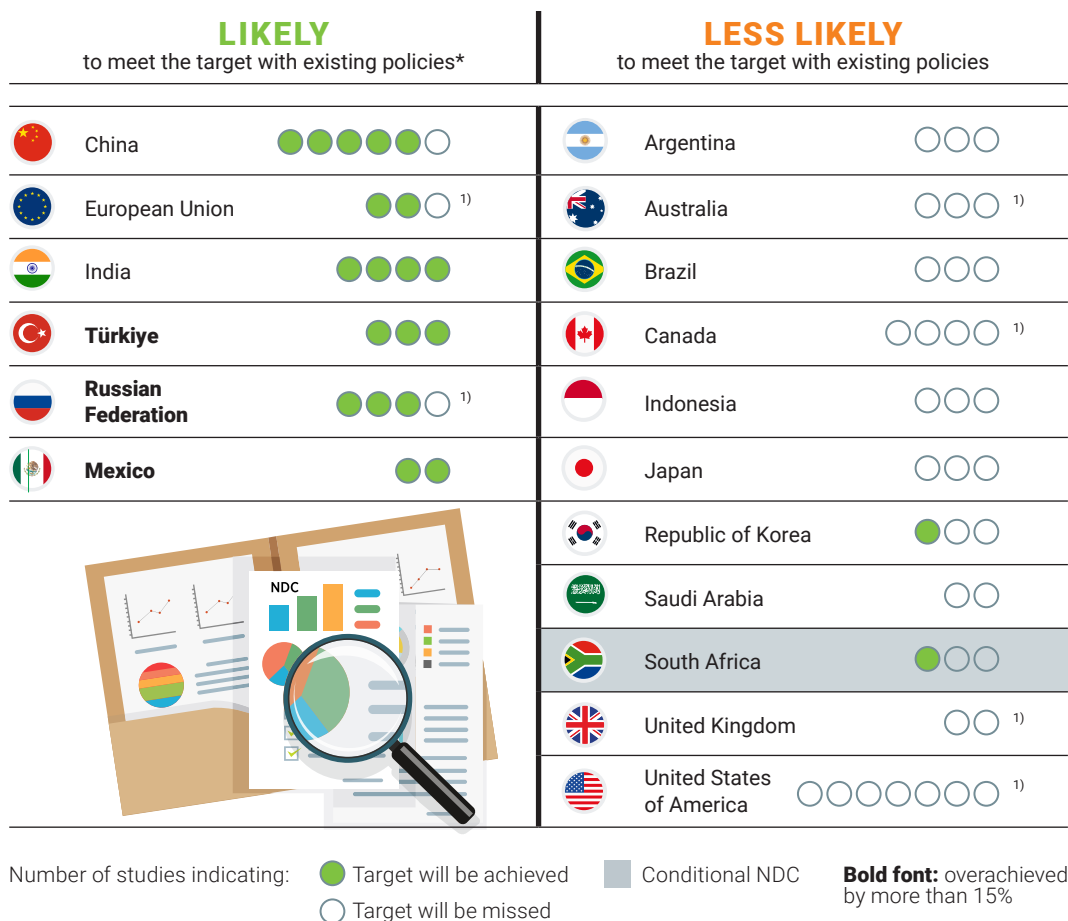 LIKELY
to meet the target with existing policies*
China
European Union 1)
India
Türkiye
Russian
Federation 1)
Mexico
NDC
LESS LIKELY
to meet the target with existing policies
Argentina
Australia 1)
Brazil
Canada 1)
Indonesia
Japan
Republic of Korea
Saudi Arabia
South Africa
United Kingdom 1)
United States
of America 1)
Number of studies indicating:
Target will be achieved
Target will be missed
Conditional NDC
Bold font: overachieved
by more than 15%